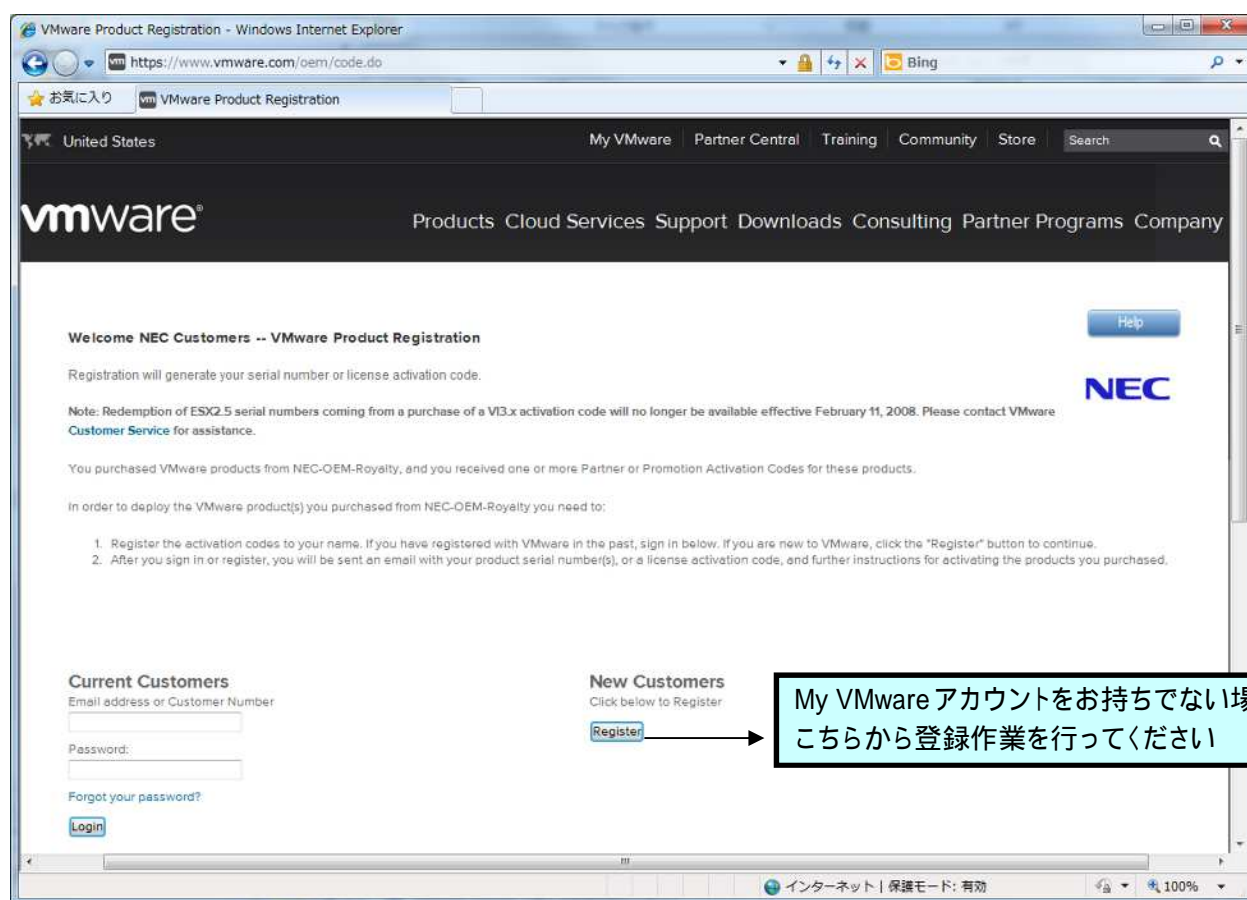 VMware Product Registration - Windows Internet Explorer
https://www.vmware.com/oem/code.do
Bing
お気に入り
VMware Product Registration
United States
My VMware
Partner Central
Training
Community
Store
Search
vmware®
Products Cloud Services Support Downloads Consulting Partner Programs Company
Help
Welcome NEC Customers -- VMware Product Registration
Registration will generate your serial number or license activation code.
NEC
Note: Redemption of ESX2.5 serial numbers coming from a purchase of a VI3.x activation code will no longer be available effective February 11, 2008. Please contact VMware
Customer Service for assistance.
You purchased VMware products from NEC-OEM-Royalty, and you received one or more Partner or Promotion Activation Codes for these products.
In order to deploy the VMware product(s) you purchased from NEC-OEM-Royalty you need to:
1. Register the activation codes to your name. If you have registered with VMware in the past, sign in below. If you are new to VMware, click the "Register" button to continue.
2. After you sign in or register, you will be sent an email with your product serial number(s), or a license activation code, and further instructions for activating the products you purchased.
Current Customers
Email address or Customer Number
Password:
Forgot your password?
Login
New Customers
Click below to Register
Register
My VMware アカウントをお持ちでない場
こちらから登録作業を行ってください
インターネット | 保護モード: 有効
100%